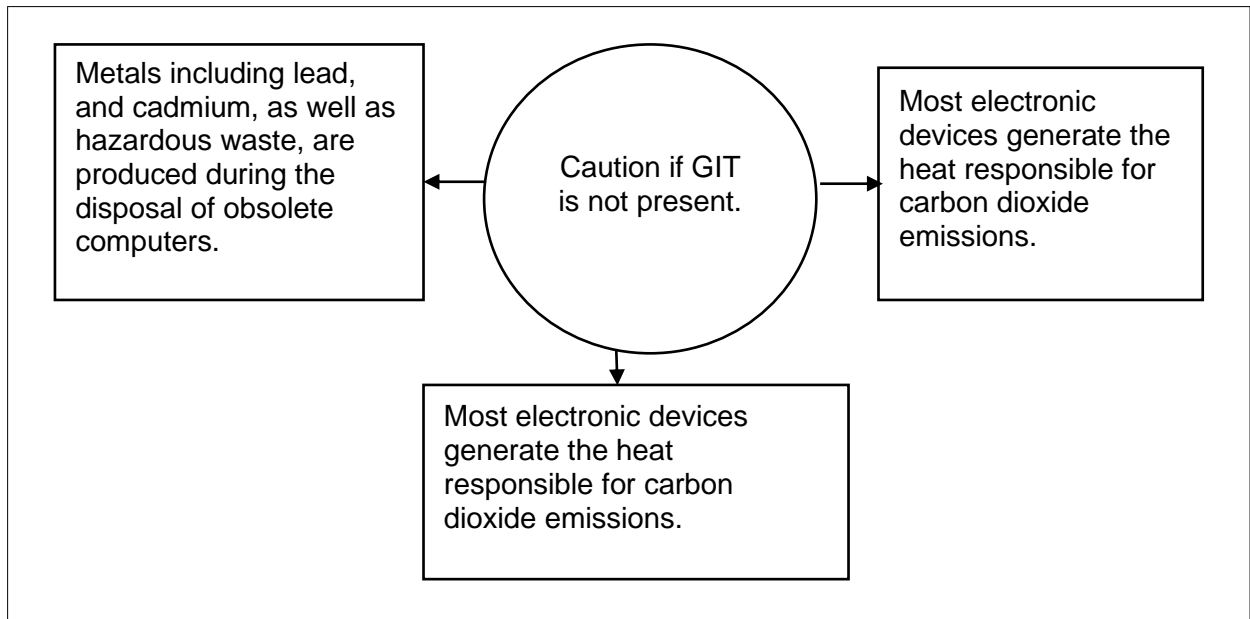 Metals including lead,
and cadmium, as well as
hazardous waste, are
produced during the
disposal of obsolete
computers.
Caution if GIT
is not present.
Most electronic
devices generate the
heat responsible for
carbon dioxide
emissions.
Most electronic devices
generate the heat
responsible for carbon
dioxide emissions.